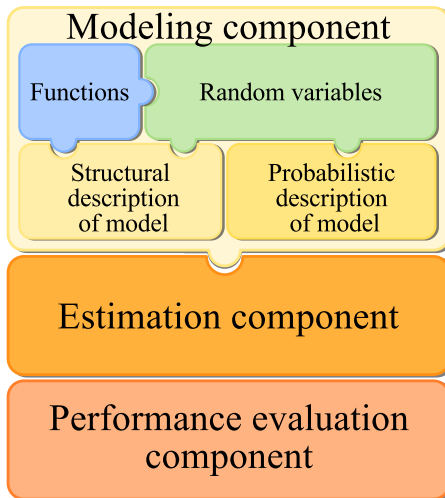 Modeling component
Functions
Random variables
Structural
description
of model
Probabilistic
description
of model
Estimation component
Performance evaluation
component